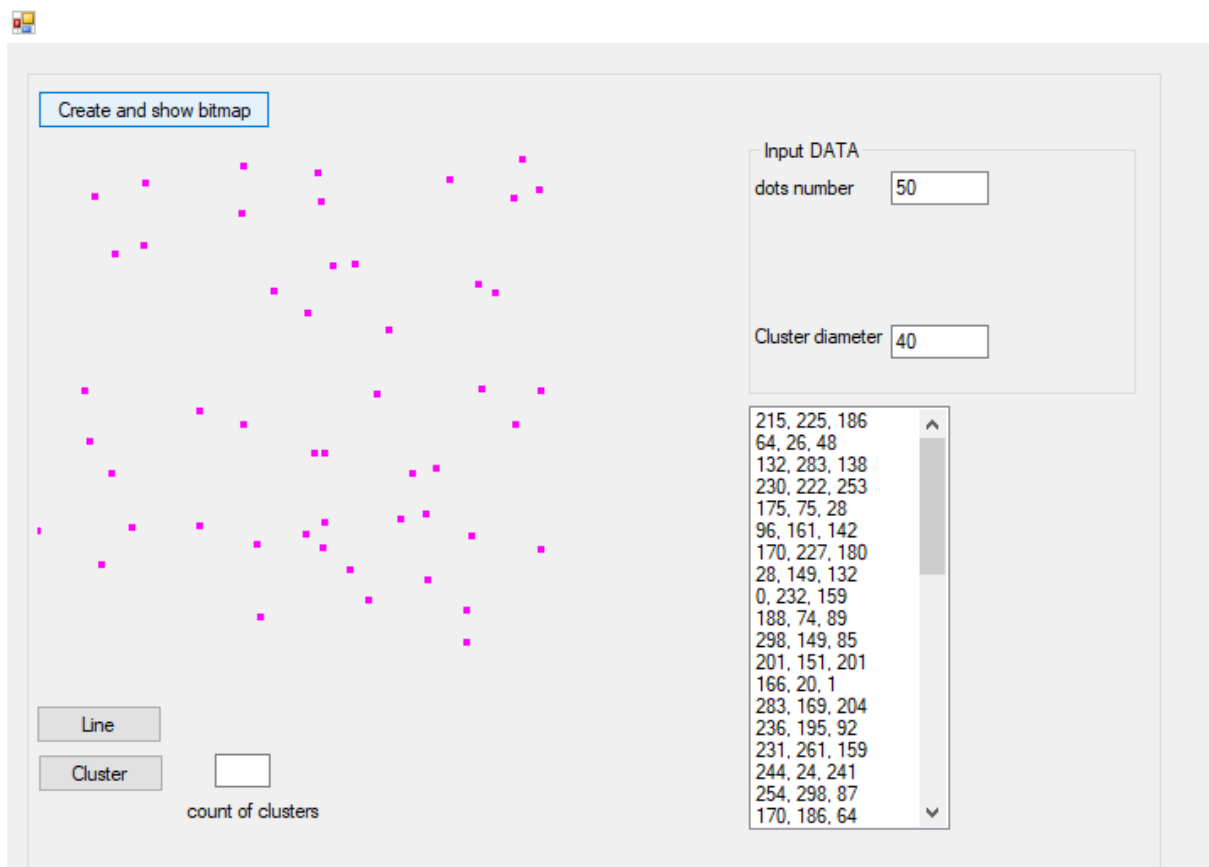 Create and show bitmap
Input DATA
dots number 50
Cluster diameter 40
215, 225, 186
64, 26, 48
132, 283, 138
230, 222, 253
175, 75, 28
96, 161, 142
170, 227, 180
28, 149, 132
0, 232, 159
188, 74, 89
298, 149, 85
201, 151, 201
166, 20, 1
283, 169, 204
236, 195, 92
231, 261, 159
244, 24, 241
254, 298, 87
170, 186, 64
Line
Cluster
count of clusters